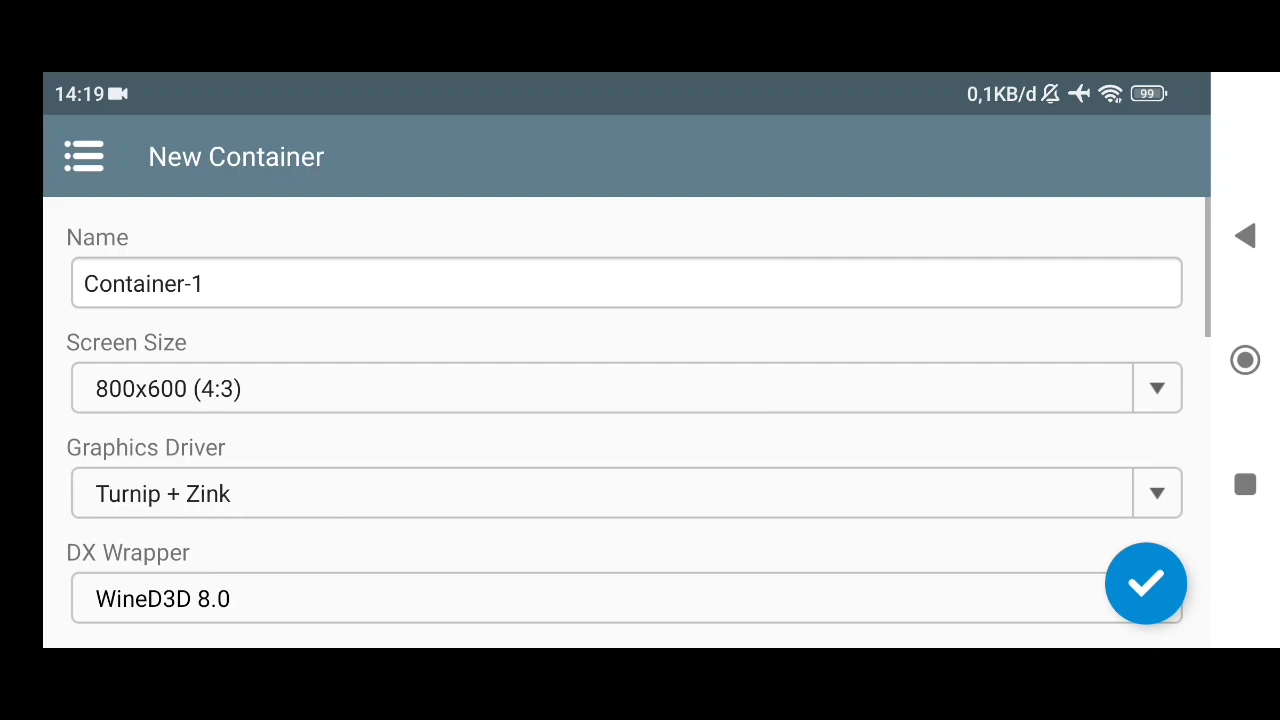 14:19 0,1KB/d 99
New Container
Name
Container-1
Screen Size
800x600 (4:3)
Graphics Driver
Turnip + Zink
DX Wrapper
WineD3D 8.0